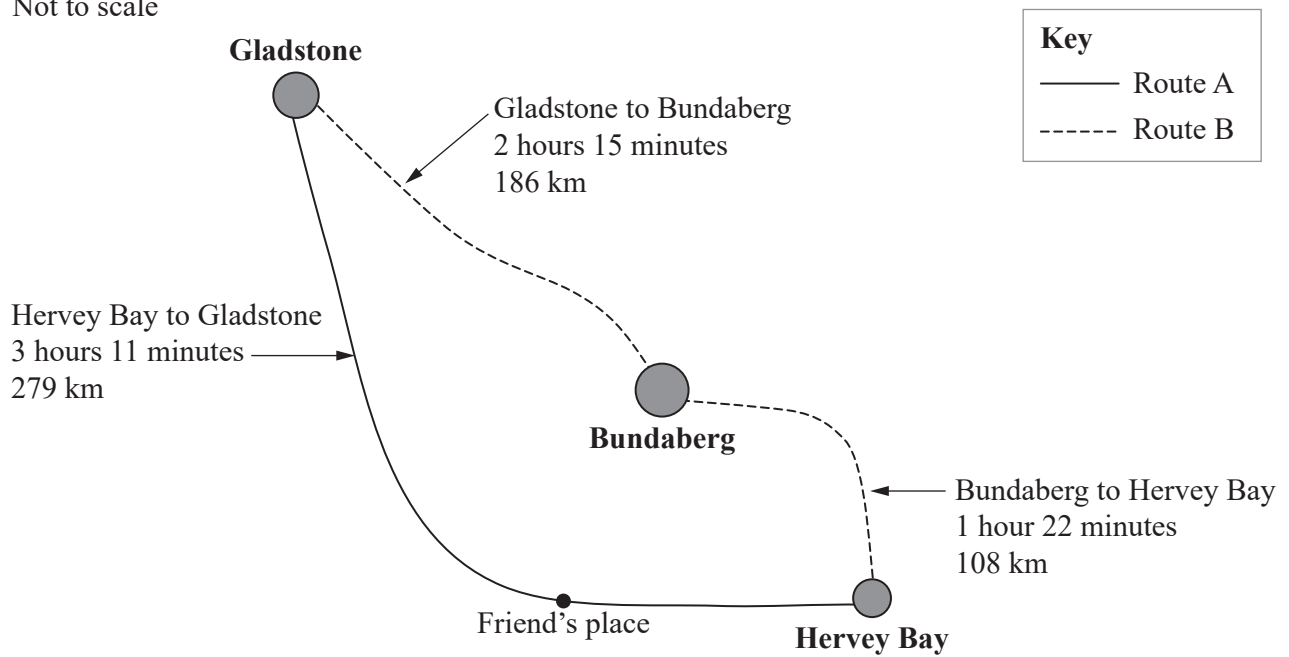 Not to scale
Gladstone
Key
Route A
Route B
Gladstone to Bundaberg
2 hours 15 minutes
186 km
Hervey Bay to Gladstone
3 hours 11 minutes
279 km
Bundaberg
Bundaberg to Hervey Bay
1 hour 22 minutes
108 km
Friend’s place
Hervey Bay